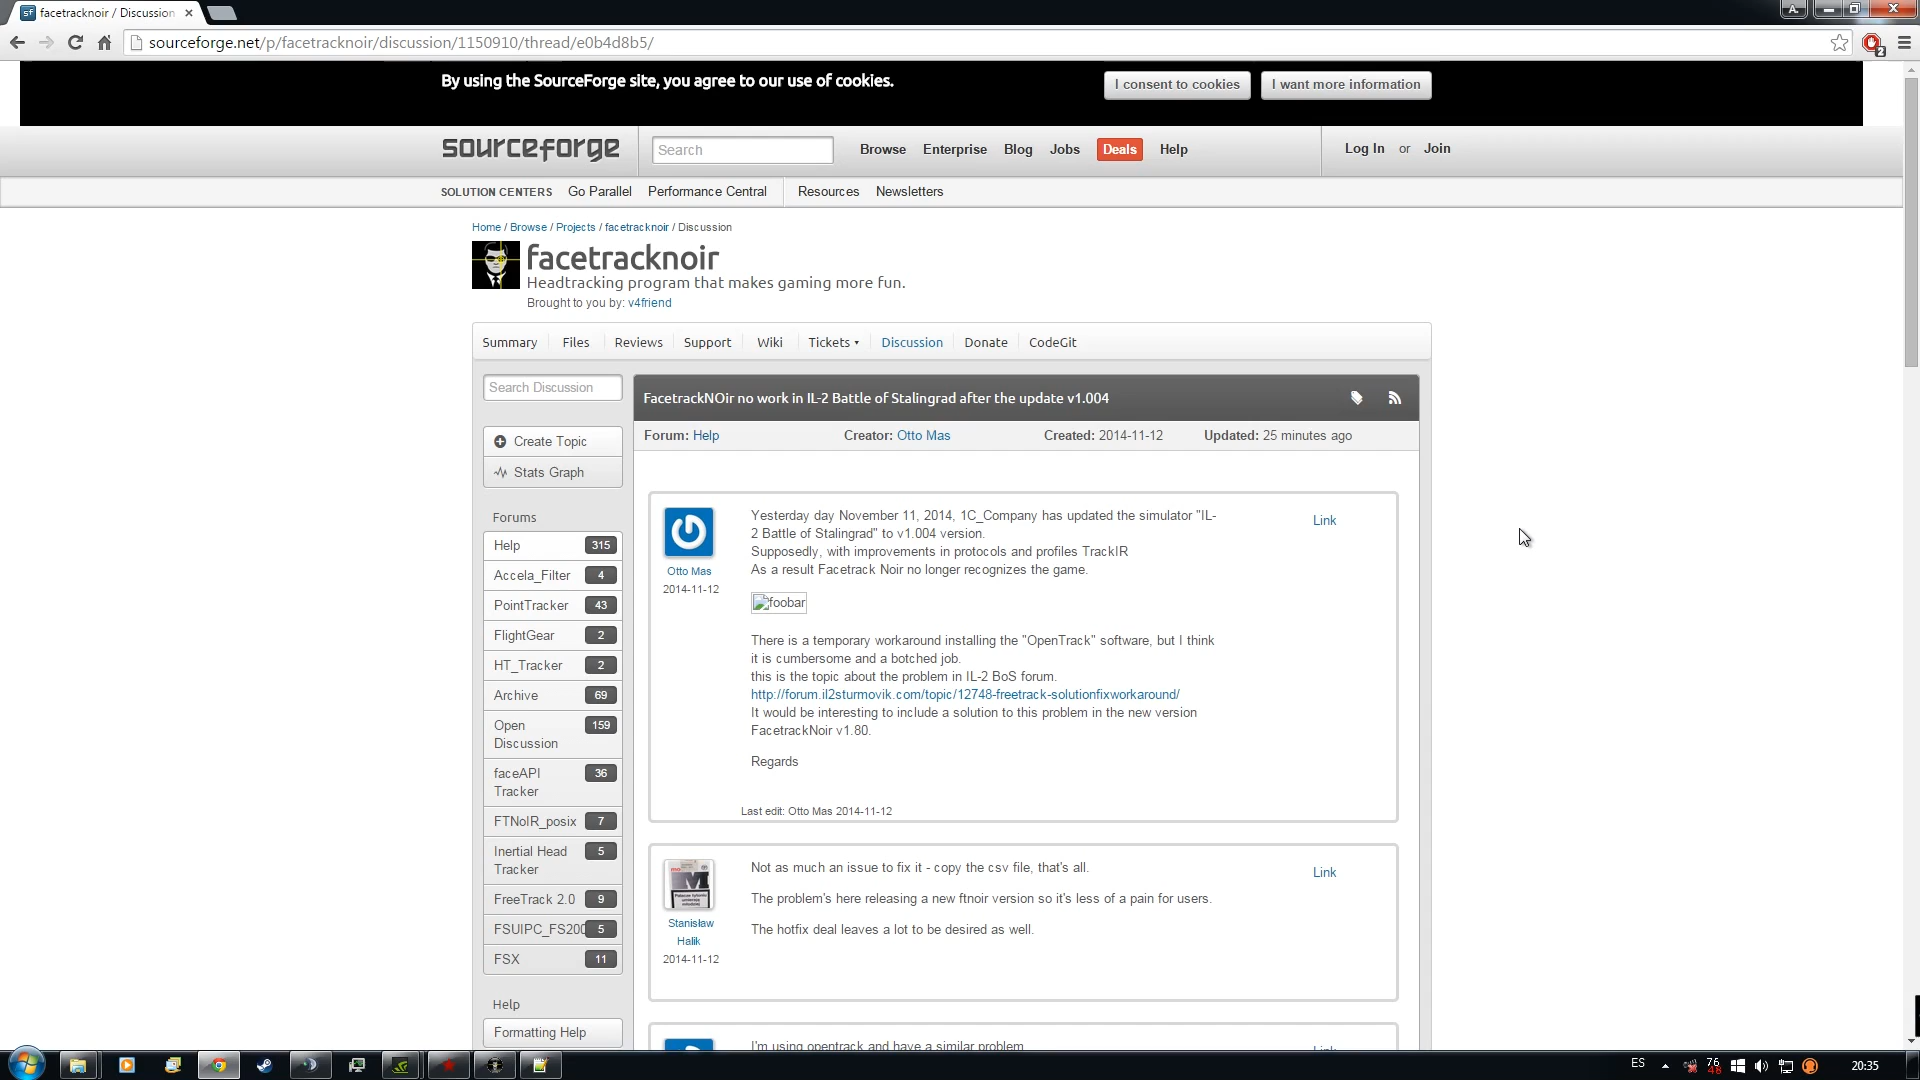 facetracknoir / Discussion
sourceforge.net/p/facetracknoir/discussion/1150910/thread/e0b4d8b5/
2
By using the SourceForge site, you agree to our use of cookies.
I consent to cookies
I want more information
sourceforge
Search
Browse
Enterprise
Blog
Jobs
Deals
Help
Log In or Join
SOLUTION CENTERS
Go Parallel
Performance Central
Resources
Newsletters
Home / Browse / Projects / facetracknoir / Discussion
facetracknoir
Headtracking program that makes gaming more fun.
Brought to you by: v4friend
Summary
Files
Reviews
Support
Wiki
Tickets
Discussion
Donate
CodeGit
Search Discussion
Create Topic
Stats Graph
Forums
Help 315
Accela_Filter 4
PointTracker 43
FlightGear 2
HT_Tracker 2
Archive 69
Open 159
Discussion
faceAPI 36
Tracker
FTNoIR_posix 7
Inertial Head 5
Tracker
FreeTrack 2.0 9
FSUIPC_FS200 5
FSX 11
Help
Formatting Help
FacetrackNOir no work in IL-2 Battle of Stalingrad after the update v1.004
Forum: Help
Creator: Otto Mas
Created: 2014-11-12
Updated: 25 minutes ago
Otto Mas
2014-11-12
Yesterday day November 11, 2014, 1C_Company has updated the simulator "IL-
2 Battle of Stalingrad" to v1.004 version.
Supposedly, with improvements in protocols and profiles TrackIR
As a result Facetrack Noir no longer recognizes the game.
foobar
There is a temporary workaround installing the "OpenTrack" software, but I think
it is cumbersome and a botched job.
this is the topic about the problem in IL-2 BoS forum.
http://forum.il2sturmovik.com/topic/12748-freetrack-solutionfixworkaround/
It would be interesting to include a solution to this problem in the new version
FacetrackNoir v1.80.
Regards
Last edit: Otto Mas 2014-11-12
Link
Stanisław
Halik
2014-11-12
Not as much an issue to fix it - copy the csv file, that's all.
The problem's here releasing a new ftnoir version so it's less of a pain for users.
The hotfix deal leaves a lot to be desired as well.
Link
I'm using opentrack and have a similar problem
Link
ES
76
48
20:35